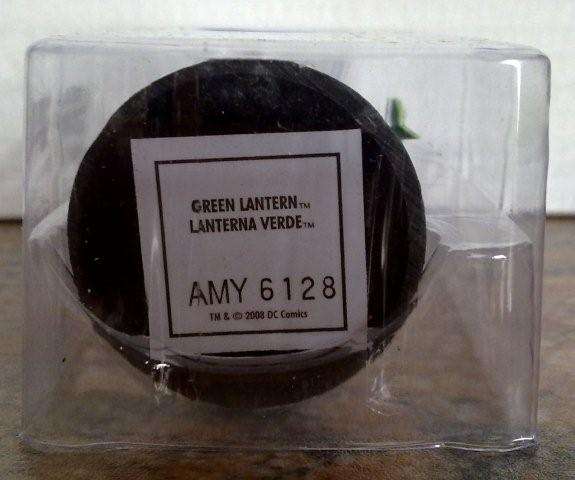 GREEN LANTERN™
LANTERNA VERDE™
AMY 6128
TM & © 2008 DC Comics